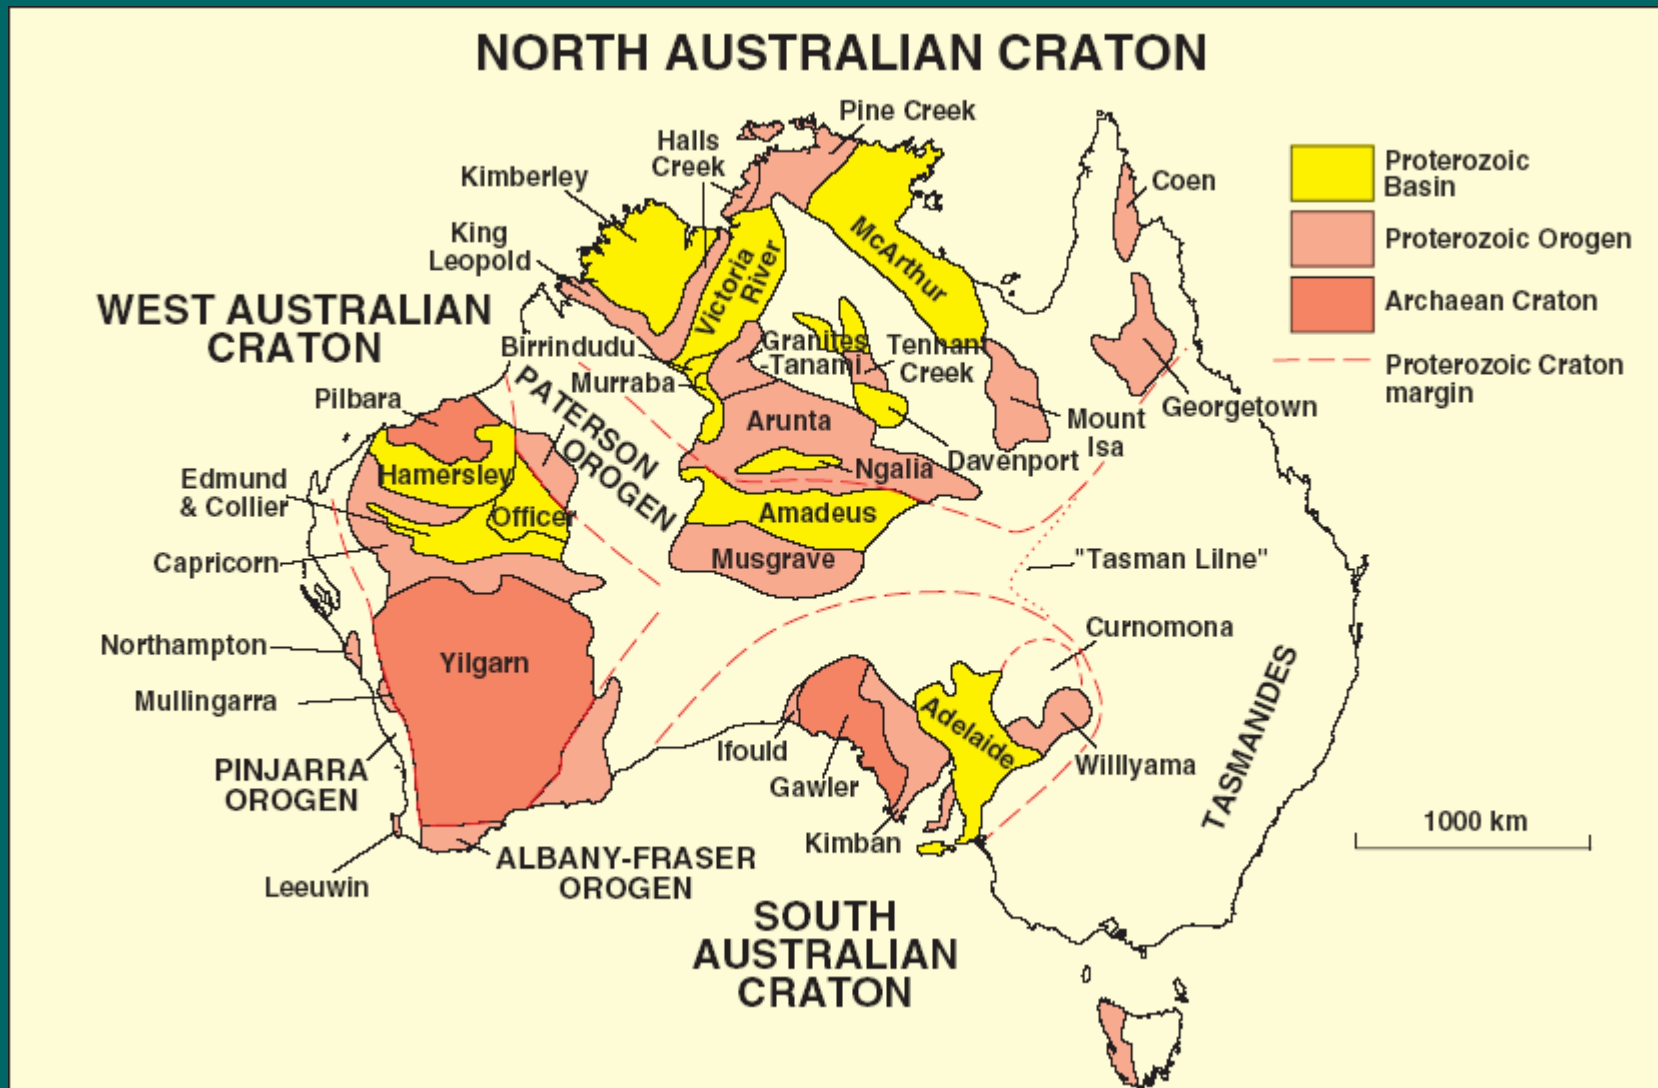 NORTH AUSTRALIAN CRATON
Pine Creek
Halls
Creek
Kimberley
King
Leopold
Coen
Proterozoic
Basin
Proterozoic Orogen
Archaean Craton
Proterozoic Craton
margin
WEST AUSTRALIAN
CRATON
Victoria
River
McArthur
Birrindudu
Murraba
Granites
-Tanami
Tennant
Creek
Mount
Isa
Georgetown
Pilbara
PATERSON
OROGEN
Arunta
Hamersley
Ngalia
Davenport
Edmund
& Collier
Officer
Amadeus
Capricorn
Musgrave
"Tasman Lilne"
Northampton
Yilgarn
Mullingarra
Curnomona
PINJARRA
OROGEN
Ifould
Gawler
Kimban
Adelaide
Willlyama
TASMANIDES
1000 km
Leeuwin
ALBANY-FRASER
OROGEN
SOUTH
AUSTRALIAN
CRATON